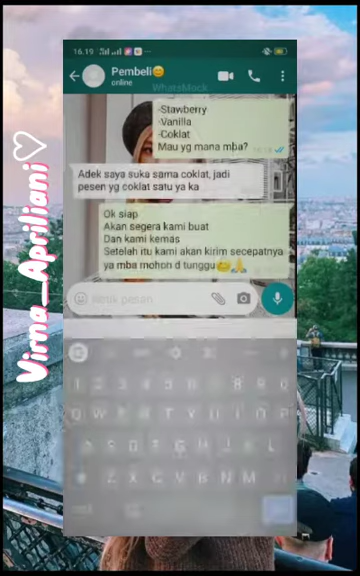 16.19
Pembeli😊
online
WhatsMock
-Stawberry
-Vanilla
-Coklat
Mau yg mana mba?
Adek saya suka sama coklat, jadi
pesen yg coklat satu ya ka
Ok siap
Akan segera kami buat
Dan kami kemas
Setelah itu kami akan kirim secepatnya
ya mba mohon d tunggu😊🙏
Ketik pesan
Virna_Apriliani♡